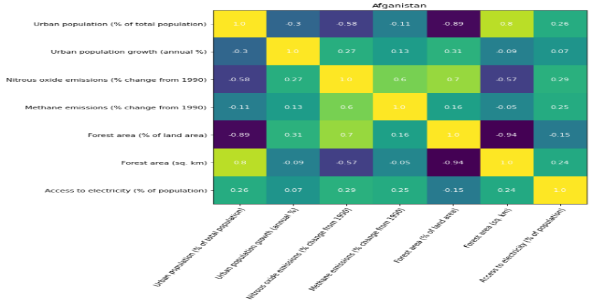 Afganistan
Urban population (% of total population) 1.0 -0.3 -0.58 -0.11 -0.89 0.8 0.26
Urban population growth (annual %) -0.3 1.0 0.27 0.13 0.31 -0.09 0.07
Nitrous oxide emissions (% change from 1990) -0.58 0.27 1.0 0.6 0.7 -0.57 0.29
Methane emissions (% change from 1990) -0.11 0.13 0.6 1.0 0.16 -0.05 0.25
Forest area (% of land area) -0.89 0.31 0.7 0.16 1.0 -0.94 -0.15
Forest area (sq. km) 0.8 -0.09 -0.57 -0.05 -0.94 1.0 0.24
Access to electricity (% of population) 0.26 0.07 0.29 0.25 -0.15 0.24 1.0
Urban population (% of total population)
Urban population growth (annual %)
Nitrous oxide emissions (% change from 1990)
Methane emissions (% change from 1990)
Forest area (% of land area)
Forest area (sq. km)
Access to electricity (% of population)